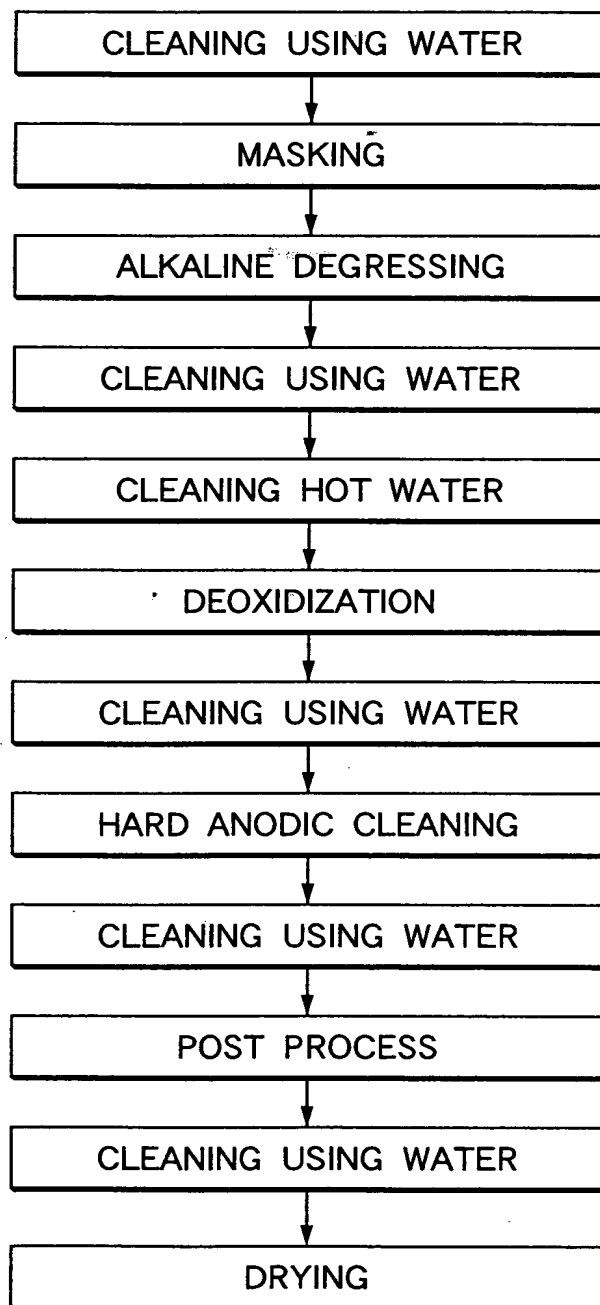 CLEANING USING WATER
MASKING
ALKALINE DEGRESSING
CLEANING USING WATER
CLEANING HOT WATER
DEOXIDIZATION
CLEANING USING WATER
HARD ANODIC CLEANING
CLEANING USING WATER
POST PROCESS
CLEANING USING WATER
DRYING